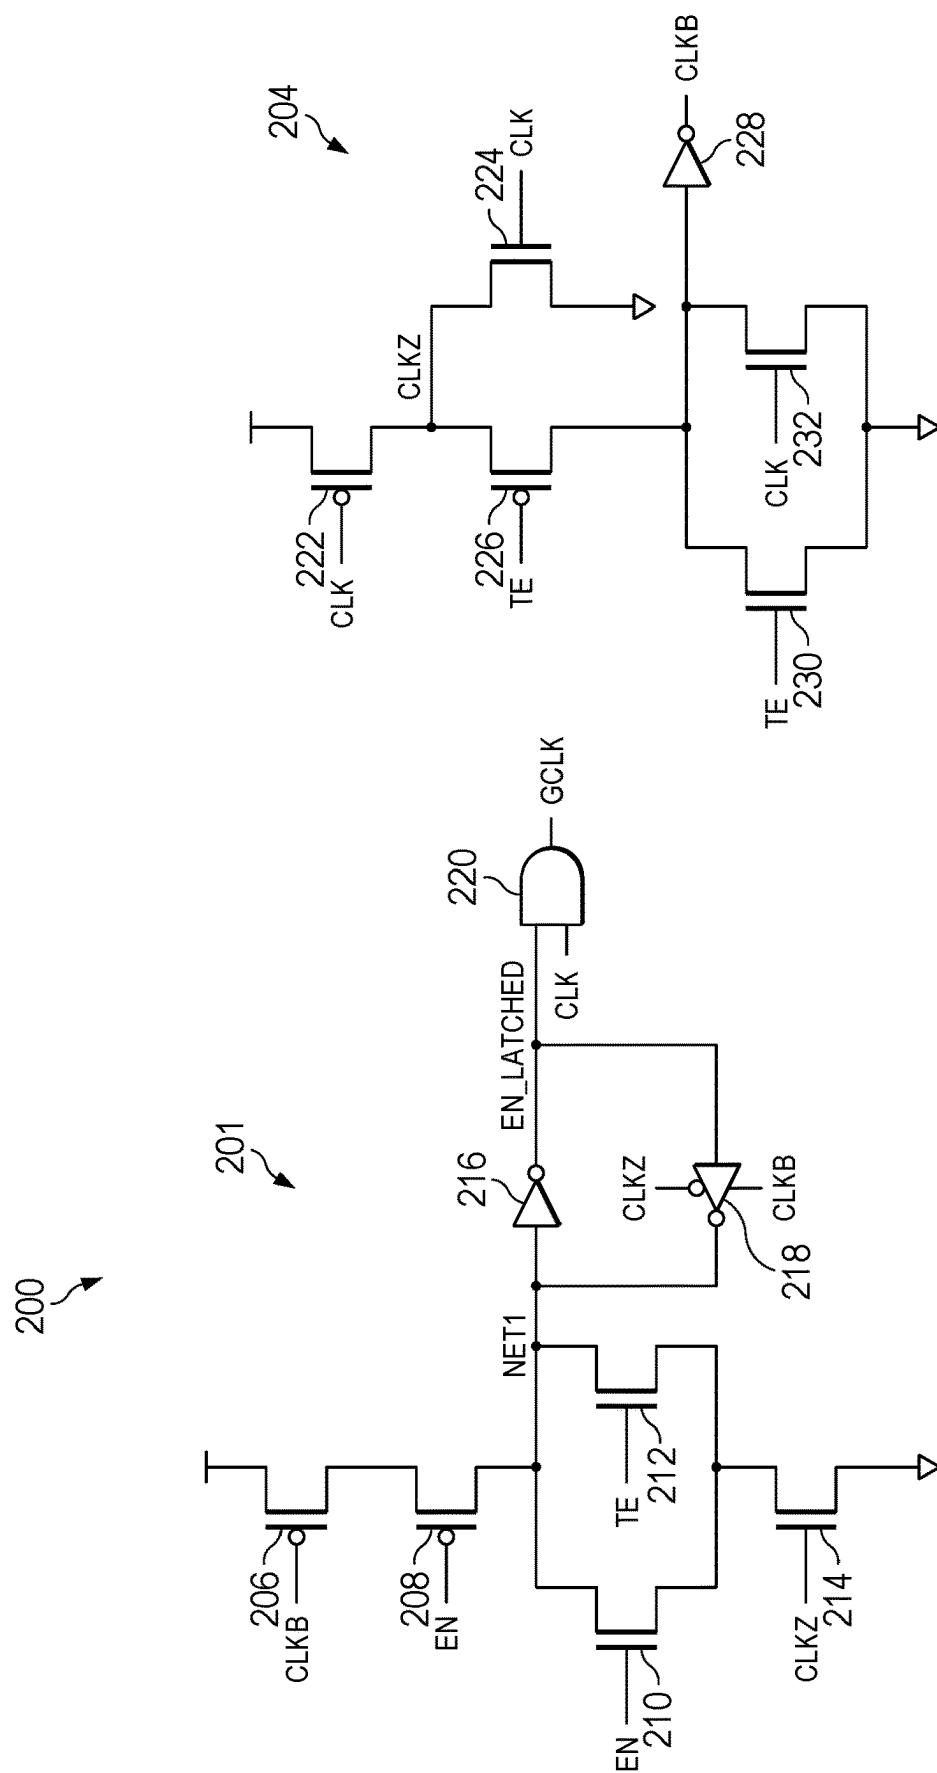 200
201
206
CLKB
208
EN
NET1
EN
210
TE
212
CLKZ
214
216
EN_LATCHED
CLKZ
CLKB
218
220
CLK
GCLK
204
222
CLK
CLKZ
224
CLK
226
TE
228
CLKB
TE
230
CLK
232